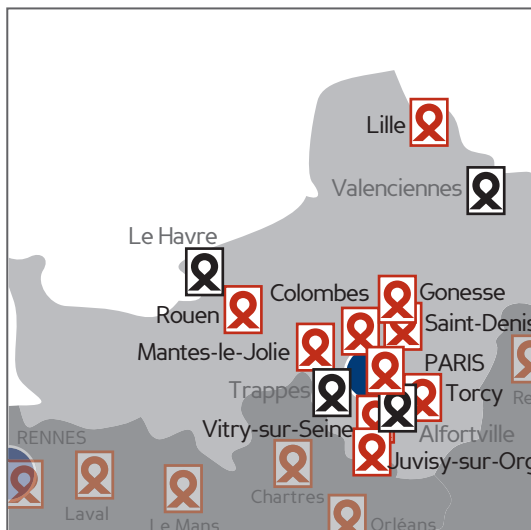 Lille
Valenciennes
Le Havre
Colombes
Gonesse
Rouen
Saint-Denis
Mantes-le-Jolie
PARIS
Trappes
Torcy
Re
Vitry-sur-Seine
Alfortville
RENNES
Juvisy-sur-Org
Chartres
Laval
Le Mans
Orléans